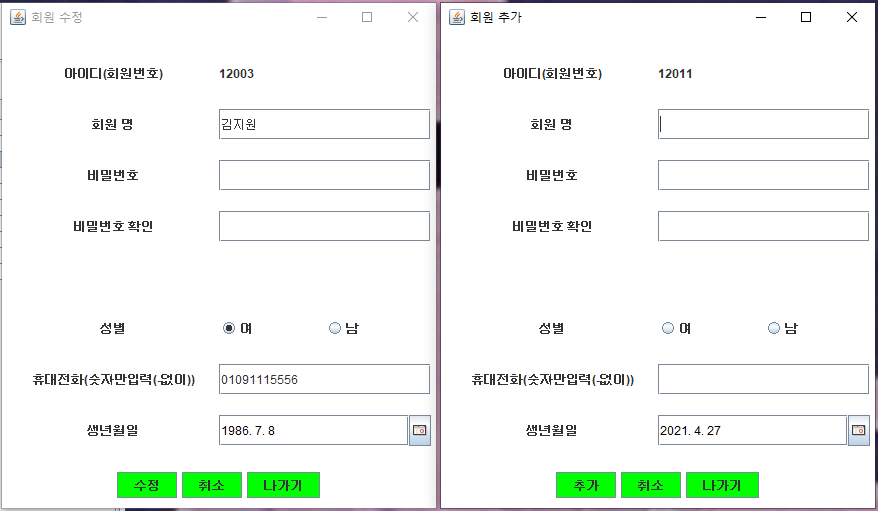 회원 수정
아이디(회원번호) 12003
회원 명 김지원
비밀번호
비밀번호 확인
성별 여 남
휴대전화(숫자만입력(-없이)) 01091115556
생년월일 1986. 7. 8
수정 취소 나가기
회원 추가
아이디(회원번호) 12011
회원 명
비밀번호
비밀번호 확인
성별 여 남
휴대전화(숫자만입력(-없이))
생년월일 2021. 4. 27
추가 취소 나가기